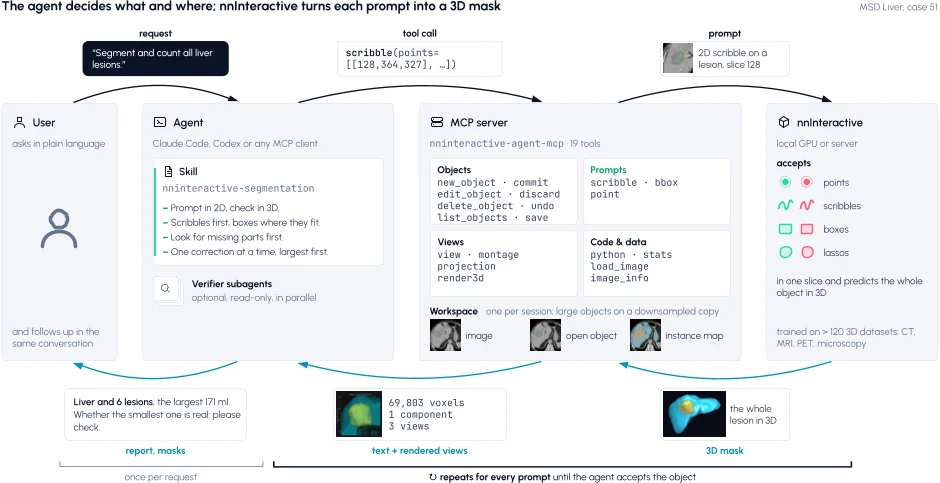 The agent decides what and where; nnInteractive turns each prompt into a 3D mask
MSD Liver, case 51
request
"Segment and count all liver
lesions."
tool call
scribble(points=
[[128,364,327], …])
prompt
2D scribble on a
lesion, slice 128
User
asks in plain language
and follows up in the
same conversation
Agent
Claude Code, Codex or any MCP client
Skill
nninteractive-segmentation
– Prompt in 2D, check in 3D.
– Scribbles first, boxes where they fit.
– Look for missing parts first.
– One correction at a time, largest first.
Verifier subagents
optional, read-only, in parallel
MCP server
nninteractive-agent-mcp · 19 tools
Objects
new_object · commit
edit_object · discard
delete_object · undo
list_objects · save
Prompts
scribble · bbox
point
Views
view · montage
projection
render3d
Code & data
python · stats
load_image
image_info
Workspace one per session; large objects on a downsampled copy
image
open object
instance map
nnInteractive
local GPU or server
accepts
points
scribbles
boxes
lassos
in one slice and predicts the whole
object in 3D
trained on > 120 3D datasets: CT,
MRI, PET, microscopy
Liver and 6 lesions, the largest 171 ml.
Whether the smallest one is real: please
check.
report, masks
69,803 voxels
1 component
3 views
text + rendered views
the whole
lesion in 3D
3D mask
once per request
↻ repeats for every prompt until the agent accepts the object